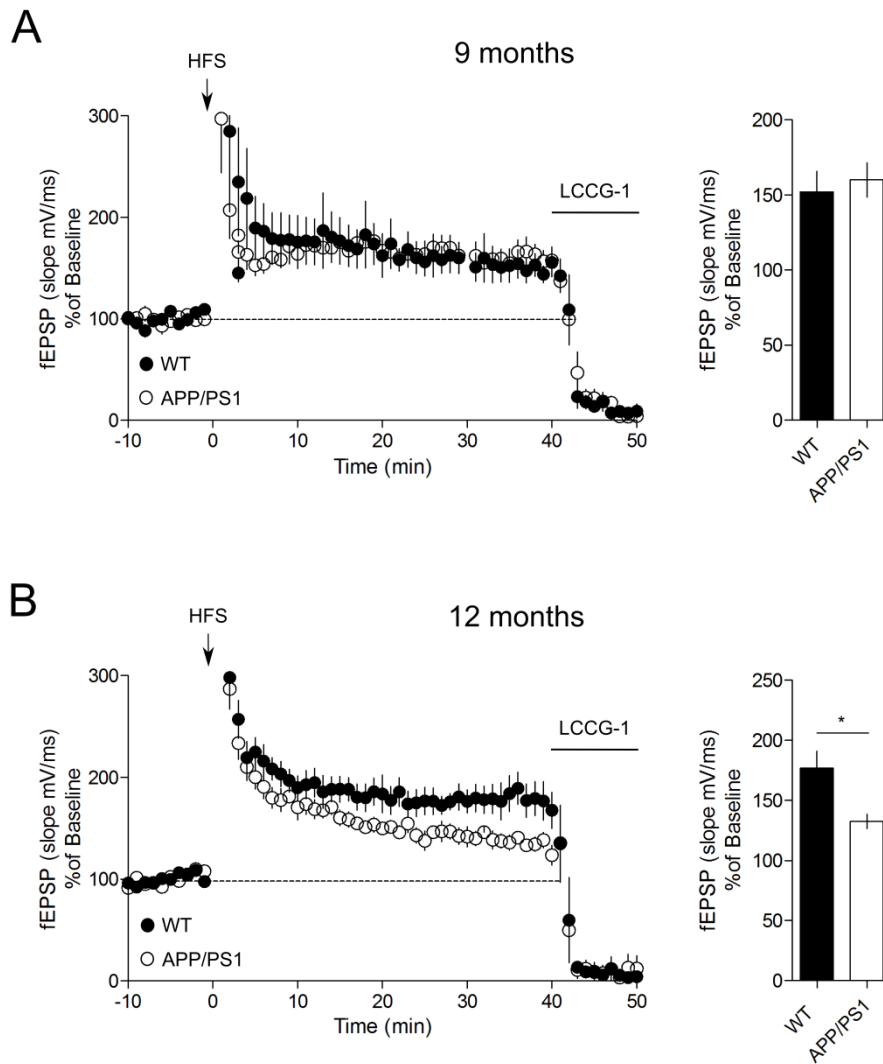 A
9 months
HFS
LCCG-1
fEPSP (slope mV/ms)
%of Baseline
300
200
100
0
WT
APP/PS1
-10 0 10 20 30 40 50
Time (min)
fEPSP (slope mV/ms)
%of Baseline
200
150
100
50
0
WT
APP/PS1
B
12 months
HFS
LCCG-1
fEPSP (slope mV/ms)
%of Baseline
300
200
100
0
WT
APP/PS1
-10 0 10 20 30 40 50
Time (min)
fEPSP (slope mV/ms)
%of Baseline
250
200
150
100
50
0
*
WT
APP/PS1